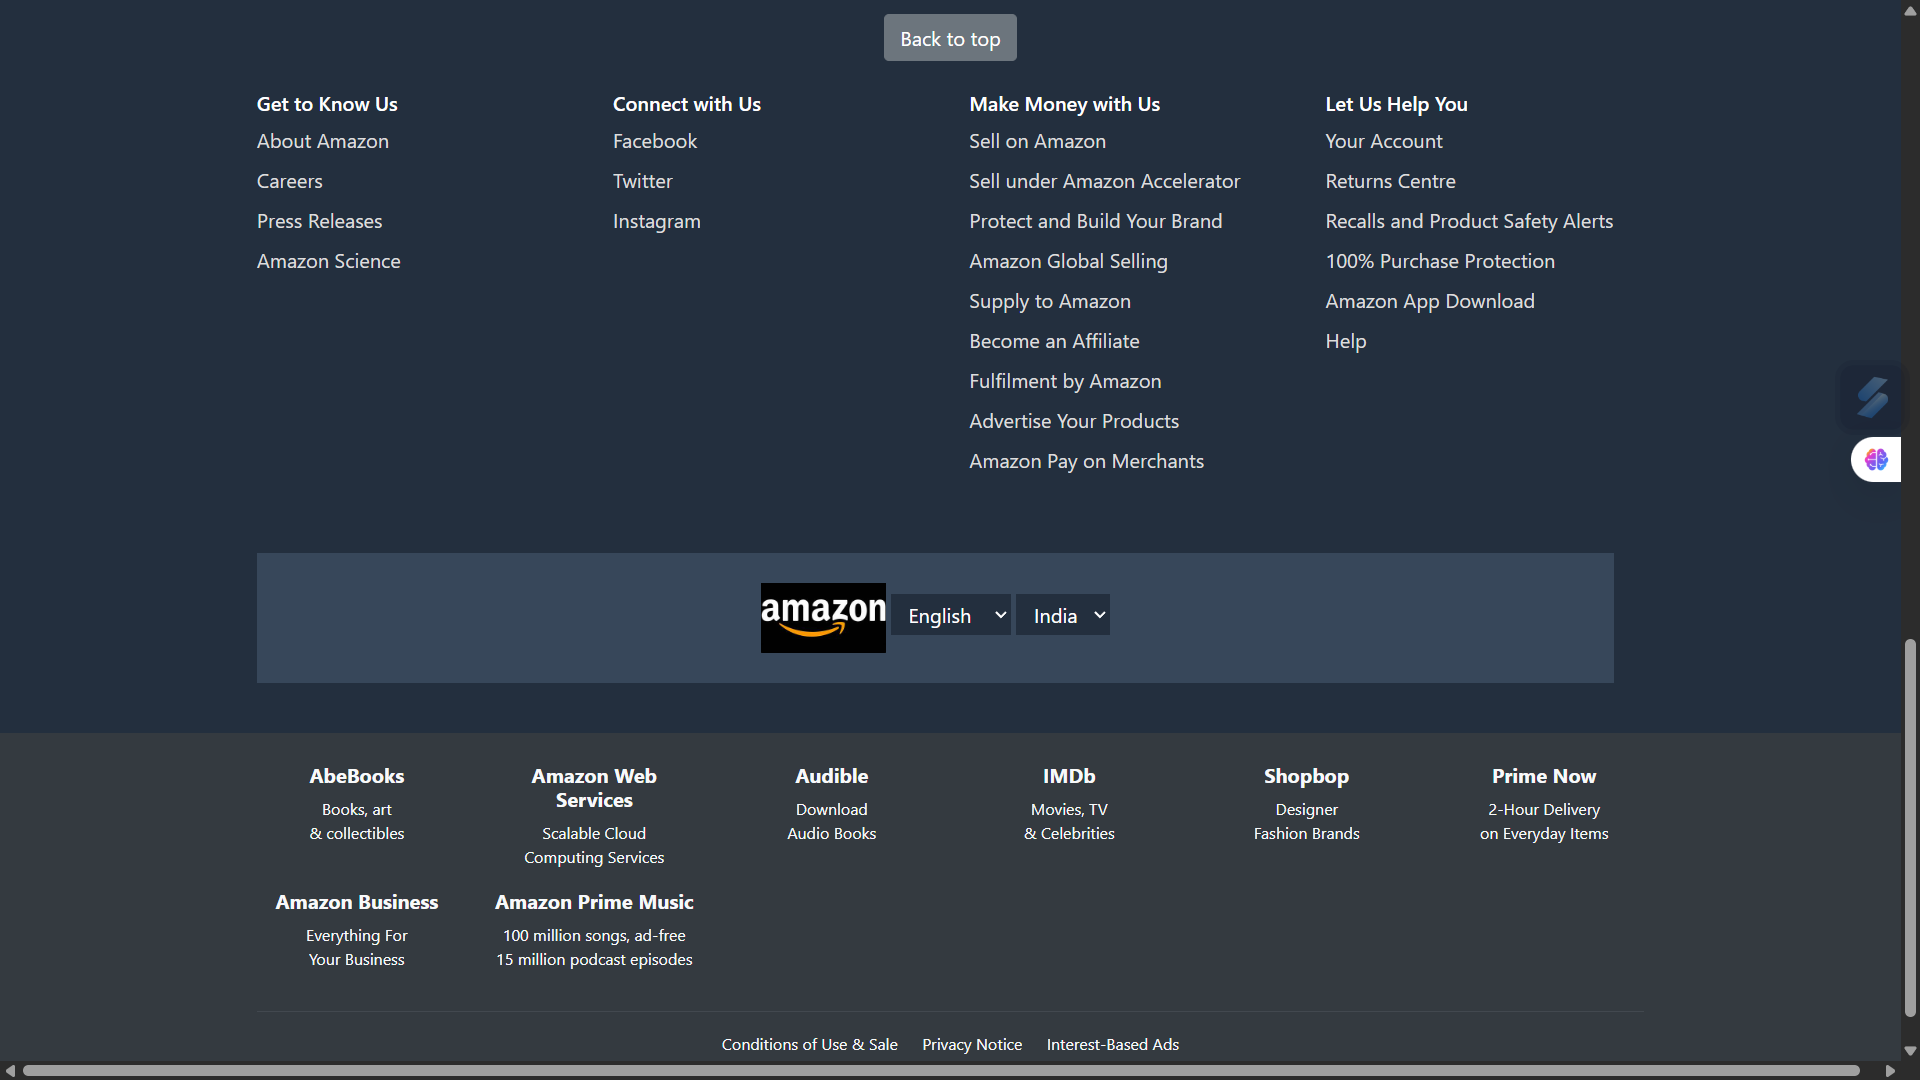 Back to top
Get to Know Us
About Amazon
Careers
Press Releases
Amazon Science
Connect with Us
Facebook
Twitter
Instagram
Make Money with Us
Sell on Amazon
Sell under Amazon Accelerator
Protect and Build Your Brand
Amazon Global Selling
Supply to Amazon
Become an Affiliate
Fulfilment by Amazon
Advertise Your Products
Amazon Pay on Merchants
Let Us Help You
Your Account
Returns Centre
Recalls and Product Safety Alerts
100% Purchase Protection
Amazon App Download
Help
amazon
English
India
AbeBooks
Books, art
& collectibles
Amazon Web
Services
Scalable Cloud
Computing Services
Audible
Download
Audio Books
IMDb
Movies, TV
& Celebrities
Shopbop
Designer
Fashion Brands
Prime Now
2-Hour Delivery
on Everyday Items
Amazon Business
Everything For
Your Business
Amazon Prime Music
100 million songs, ad-free
15 million podcast episodes
Conditions of Use & Sale
Privacy Notice
Interest-Based Ads